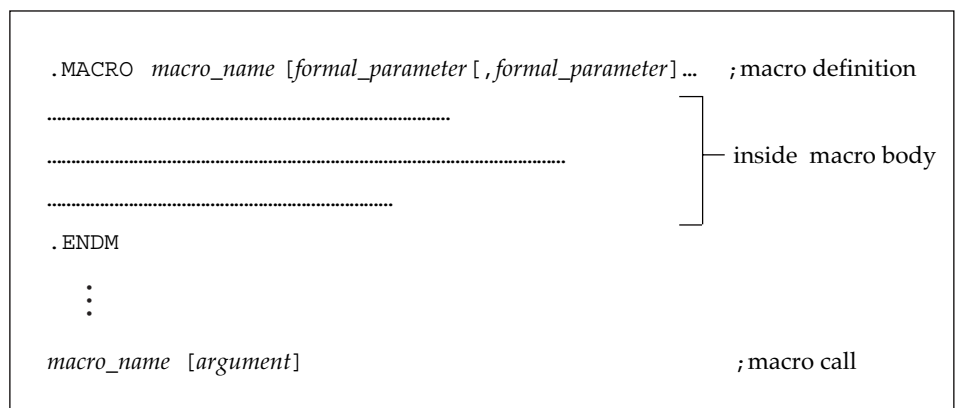 .MACRO macro_name [formal_parameter[,formal_parameter]… ;macro definition
inside macro body
.ENDM
macro_name [argument] ;macro call